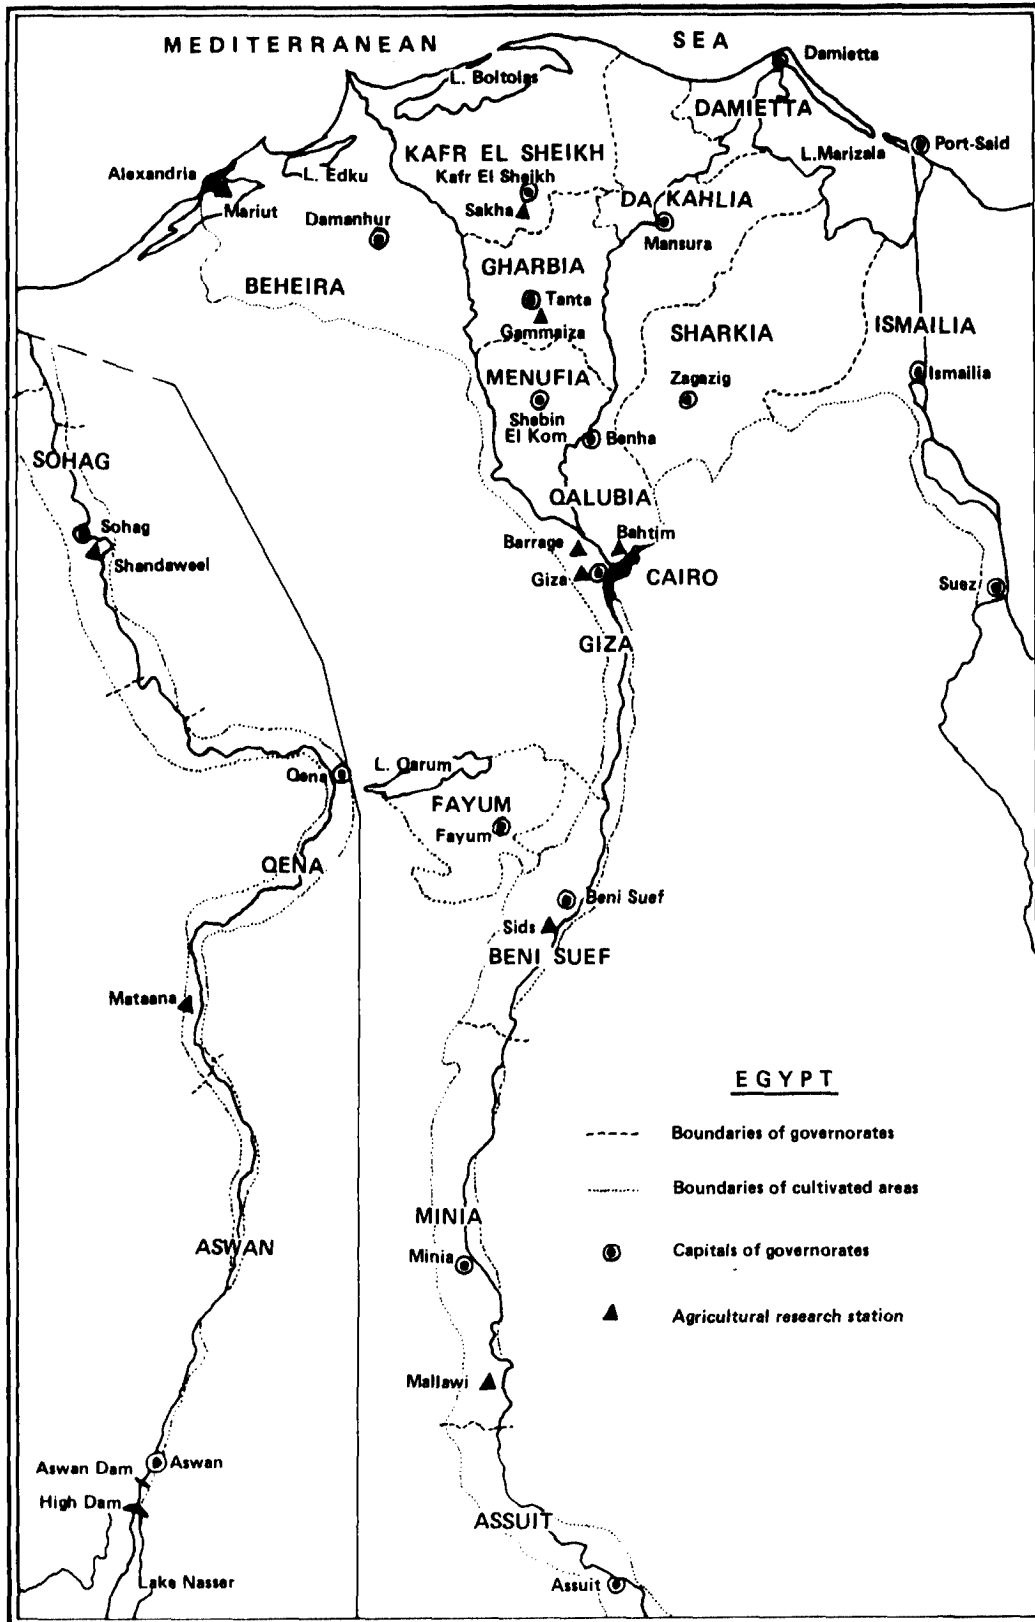 MEDITERRANEAN SEA
Damietta
L. Boltolas
DAMIETTA
Port-Said
KAFR EL SHEIKH
L. Marizala
Alexandria
L. Edku
Kafr El Sheikh
Mariut
Sakha
DA KAHLIA
Damanhur
Mansura
GHARBIA
BEHEIRA
Tanta
ISMAILIA
Gammaiza
SHARKIA
MENUFIA
Zagazig
Ismailia
Shebin
El Kom
Benha
SOHAG
QALUBIA
Sohag
Barrage
Bahtim
Shandaweel
Giza
CAIRO
Suez
GIZA
L. Qarum
Qena
FAYUM
Fayum
QENA
Beni Suef
Sids
BENI SUEF
Mataana
EGYPT
Boundaries of governorates
Boundaries of cultivated areas
MINIA
ASWAN
Minia
Capitals of governorates
Agricultural research station
Mallawi
Aswan
Aswan Dam
High Dam
ASSUIT
Lake Nasser
Assuit